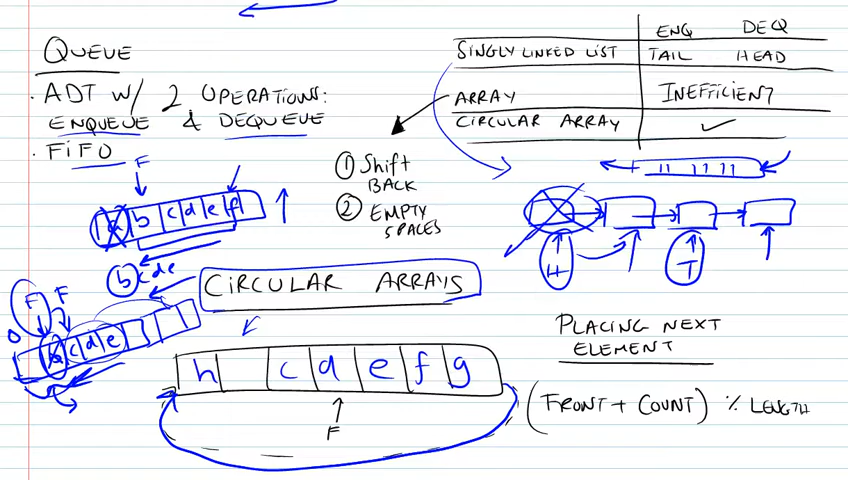 QUEUE
· ADT W/ 2 OPERATIONS:
ENQUEUE & DEQUEUE
· FiFO
ENQ DEQ
SINGLY LINKED LIST TAIL HEAD
ARRAY INEFFICIENT
CIRCULAR ARRAY ✓
① Shift
BACK
② EMPTY
SPACES
F
a b c d e f
b c d e
H T
F F
0
b c d e
CIRCULAR ARRAYS
h c d e f g
F
PLACING NEXT
ELEMENT
(FRONT + COUNT) % LENGTH